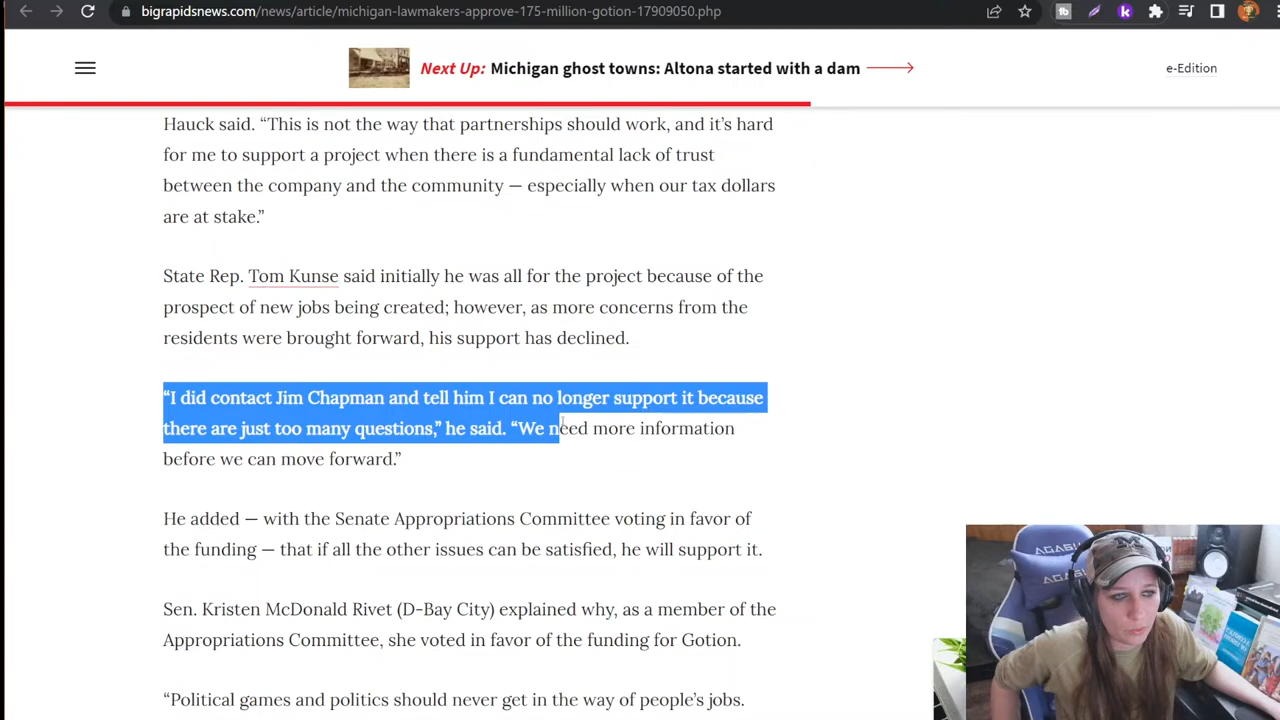 bigrapidsnews.com/news/article/michigan-lawmakers-approve-175-million-gotion-17909050.php
Next Up: Michigan ghost towns: Altona started with a dam
e-Edition
Hauck said. “This is not the way that partnerships should work, and it’s hard
for me to support a project when there is a fundamental lack of trust
between the company and the community — especially when our tax dollars
are at stake.”
State Rep. Tom Kunse said initially he was all for the project because of the
prospect of new jobs being created; however, as more concerns from the
residents were brought forward, his support has declined.
“I did contact Jim Chapman and tell him I can no longer support it because
there are just too many questions,” he said. “We need more information
before we can move forward.”
He added — with the Senate Appropriations Committee voting in favor of
the funding — that if all the other issues can be satisfied, he will support it.
Sen. Kristen McDonald Rivet (D-Bay City) explained why, as a member of the
Appropriations Committee, she voted in favor of the funding for Gotion.
“Political games and politics should never get in the way of people’s jobs.